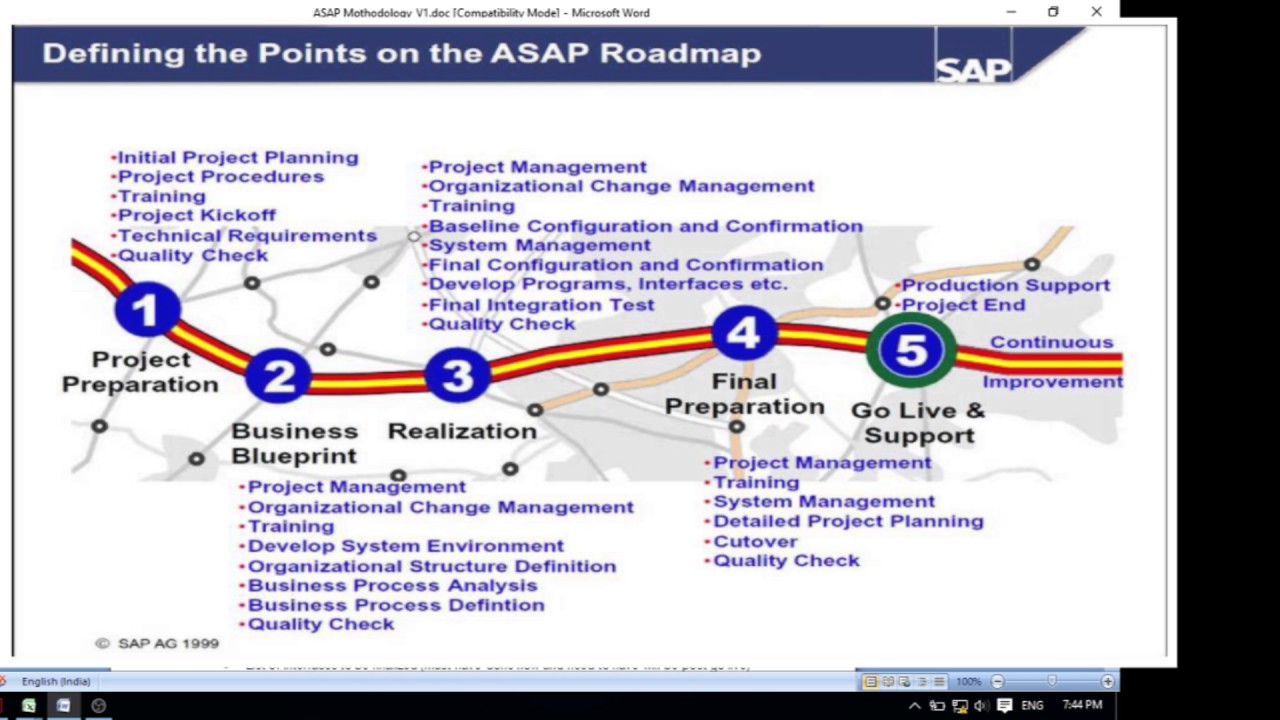 ASAP Mothodology V1.doc [Compatibility Mode] - Microsoft Word
Defining the Points on the ASAP Roadmap
SAP
•Initial Project Planning
•Project Procedures
•Training
•Project Kickoff
•Technical Requirements
•Quality Check
•Project Management
•Organizational Change Management
•Training
•Baseline Configuration and Confirmation
•System Management
•Final Configuration and Confirmation
•Develop Programs, Interfaces etc.
•Final Integration Test
•Quality Check
•Production Support
•Project End
1
2
3
4
5
Continuous
Improvement
Project
Preparation
Business
Blueprint
Realization
Final
Preparation
Go Live &
Support
•Project Management
•Organizational Change Management
•Training
•Develop System Environment
•Organizational Structure Definition
•Business Process Analysis
•Business Process Defintion
•Quality Check
•Project Management
•Training
•System Management
•Detailed Project Planning
•Cutover
•Quality Check
© SAP AG 1999
English (India)
100%
ENG
7:44 PM